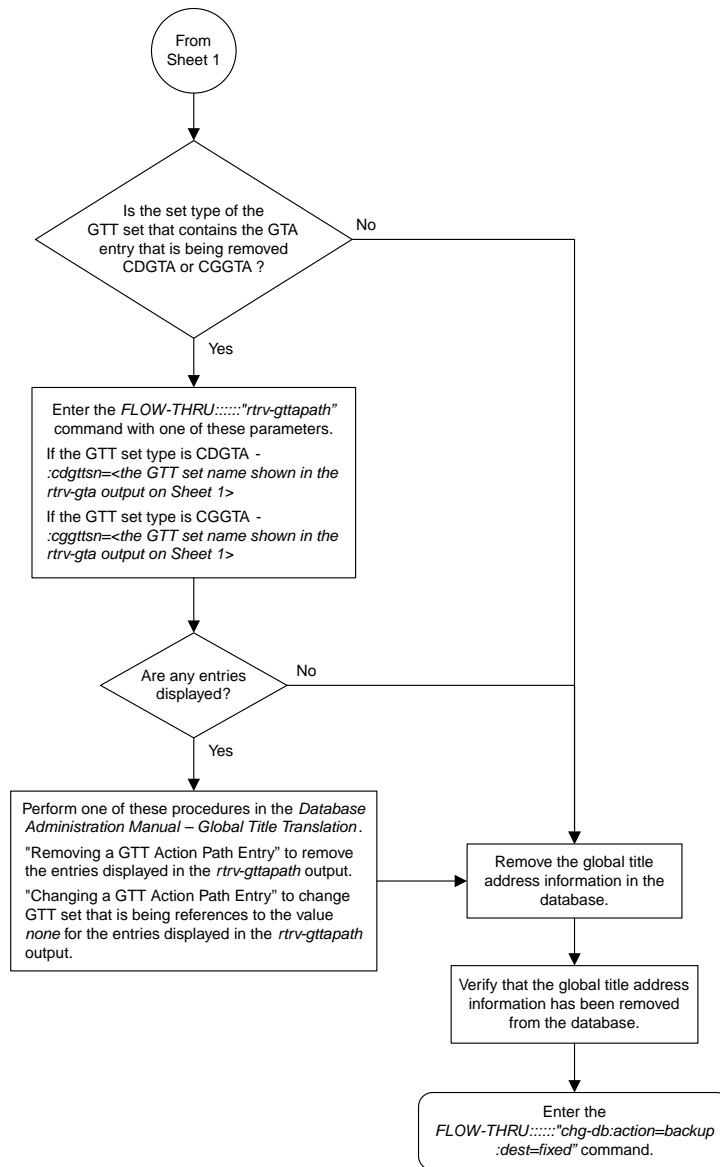 From
Sheet 1
Is the set type of the
GTT set that contains the GTA
entry that is being removed
CDGTA or CGGTA ?
No
Yes
Enter the FLOW-THRU::::::"rtrv-gttapath”
command with one of these parameters.
If the GTT set type is CDGTA -
:cdgttsn=<the GTT set name shown in the
rtrv-gta output on Sheet 1>
If the GTT set type is CGGTA -
:cggttsn=<the GTT set name shown in the
rtrv-gta output on Sheet 1>
Are any entries
displayed?
No
Yes
Perform one of these procedures in the Database
Administration Manual – Global Title Translation.
"Removing a GTT Action Path Entry” to remove
the entries displayed in the rtrv-gttapath output.
"Changing a GTT Action Path Entry” to change
GTT set that is being references to the value
none for the entries displayed in the rtrv-gttapath
output.
Remove the global title
address information in the
database.
Verify that the global title address
information has been removed
from the database.
Enter the
FLOW-THRU::::::"chg-db:action=backup
:dest=fixed” command.